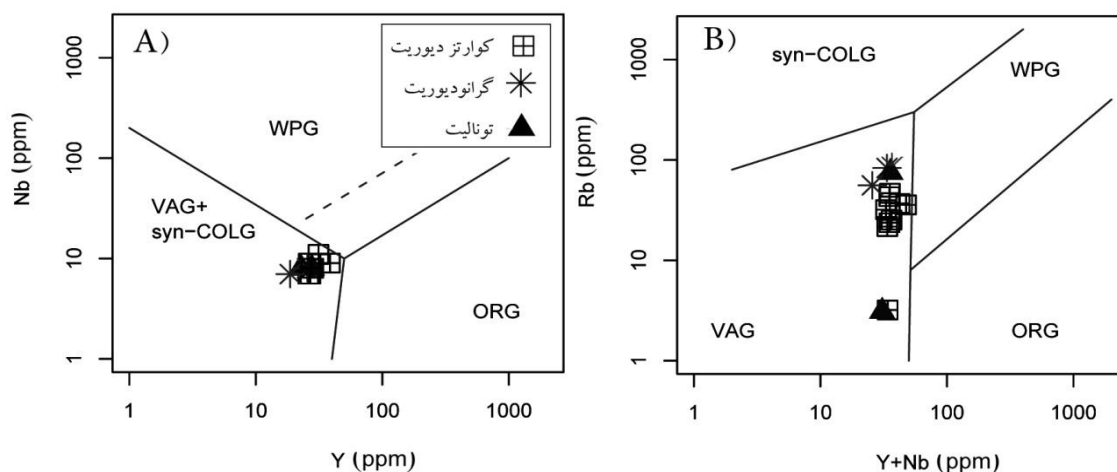 A)
Nb (ppm)
1000
100
10
1
WPG
VAG+
syn-COLG
ORG
کوارتز دیوریت
گرانودیوریت
تونالیت
1 10 100 1000
Y (ppm)
B)
Rb (ppm)
1000
100
10
1
syn-COLG
WPG
VAG
ORG
1 10 100 1000
Y+Nb (ppm)